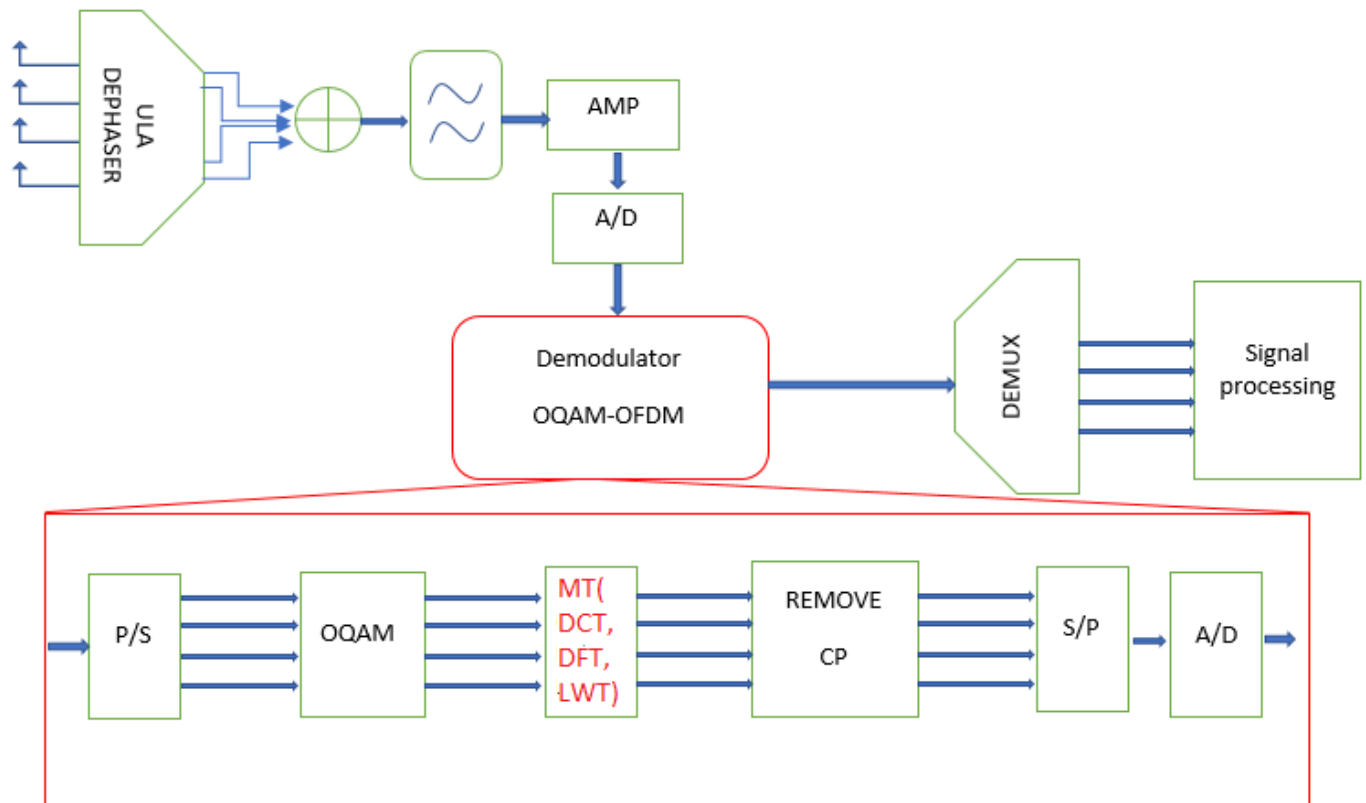 ULA
DEPHASER
AMP
A/D
Demodulator
OQAM-OFDM
DEMUX
Signal
processing
P/S
OQAM
MT(
DCT,
DFT,
LWT)
REMOVE
CP
S/P
A/D